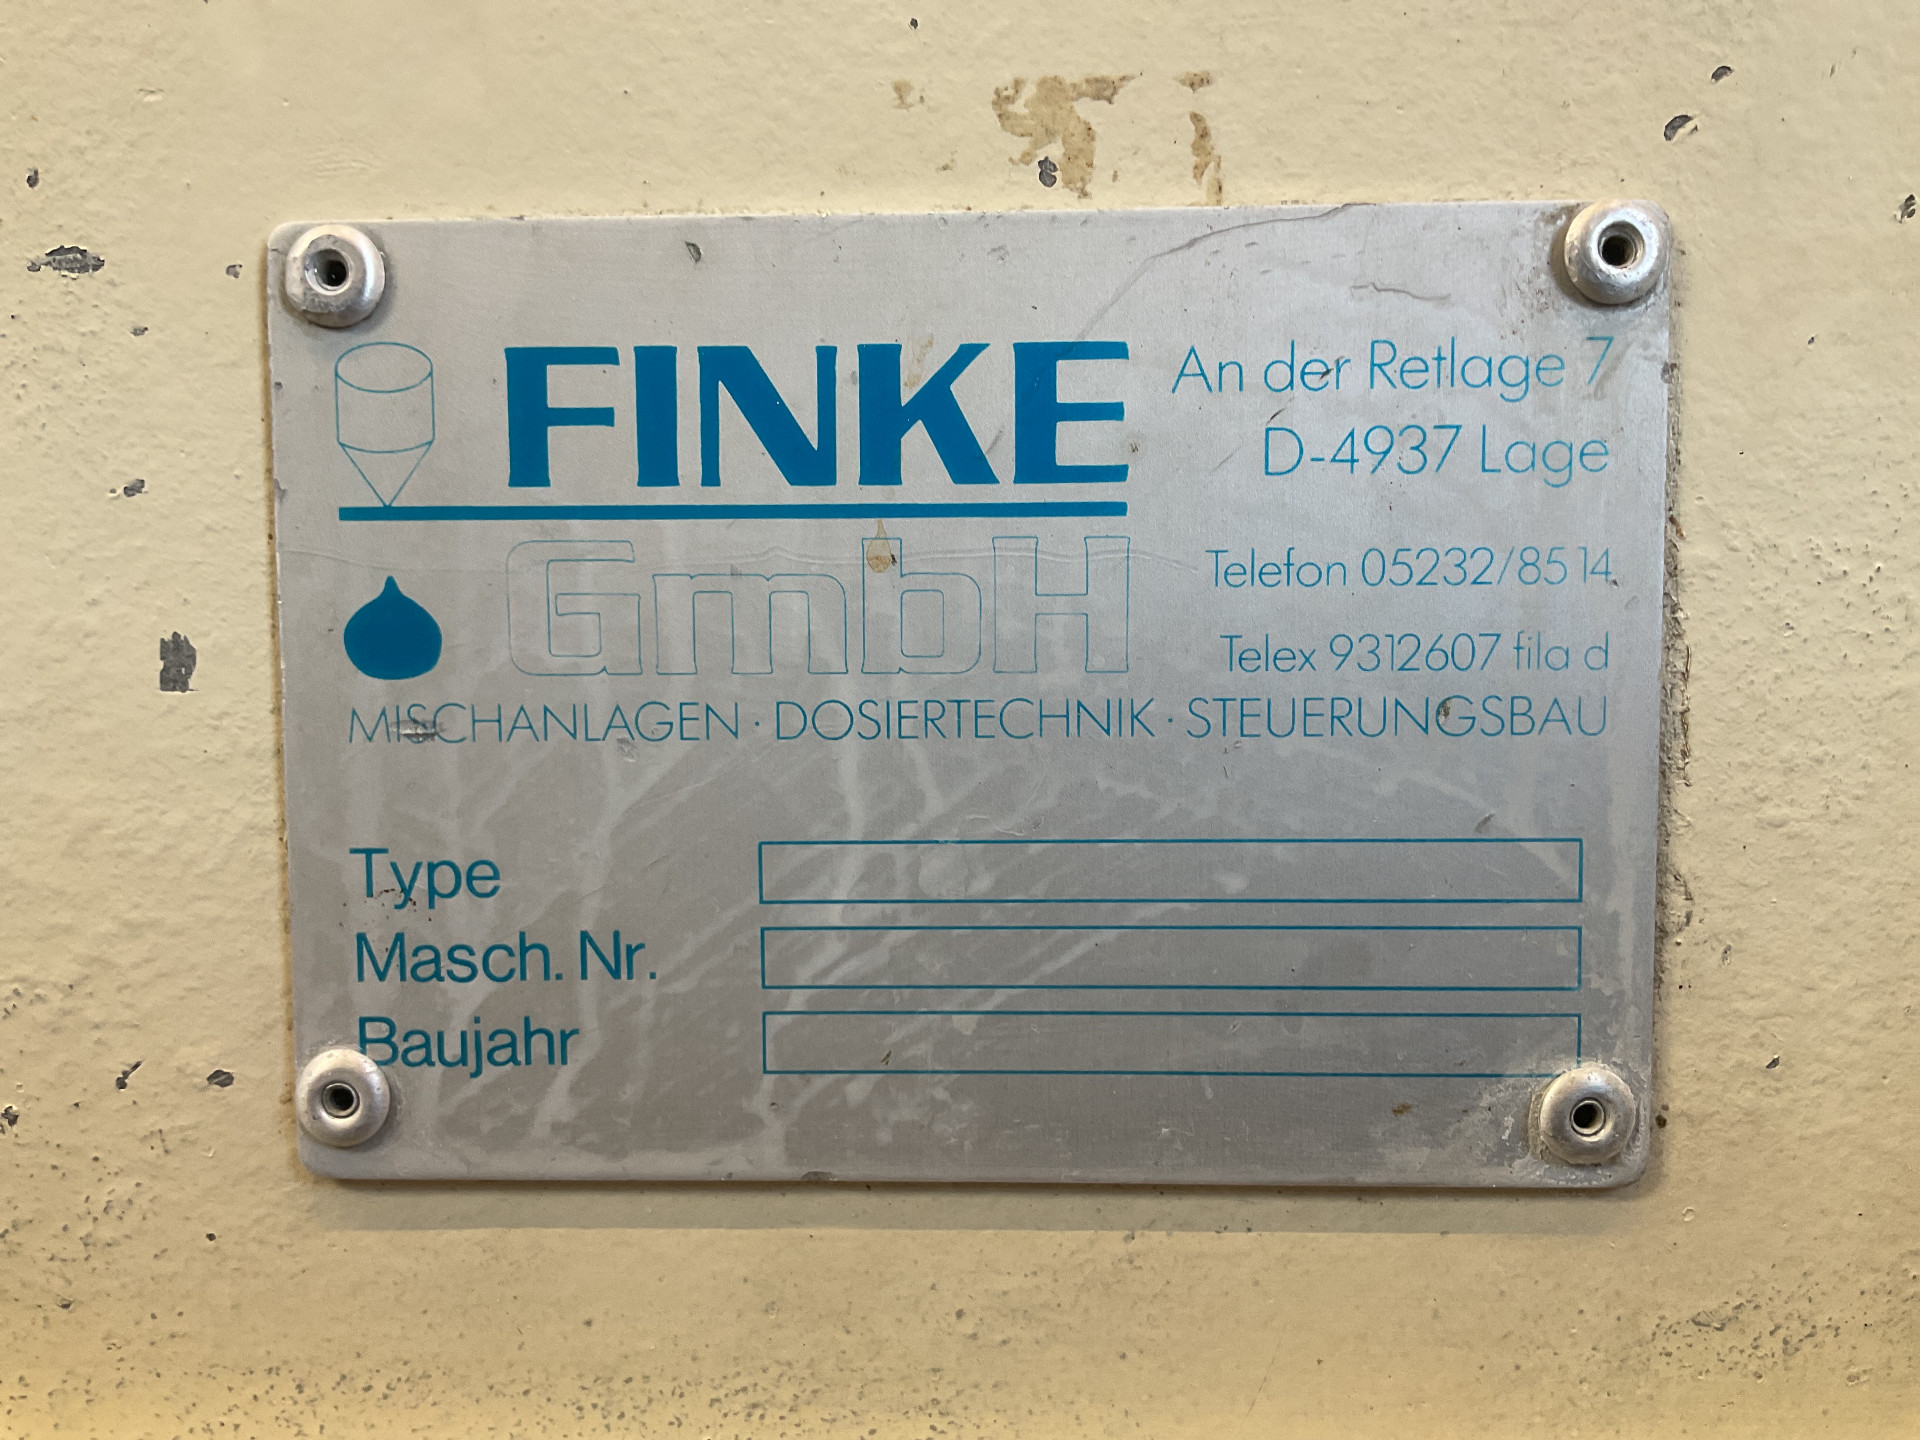 FINKE
GmbH
An der Retlage 7
D-4937 Lage
Telefon 05232/8514
Telex 9312607 fila d
MISCHANLAGEN · DOSIERTECHNIK · STEUERUNGSBAU
Type
Masch. Nr.
Baujahr